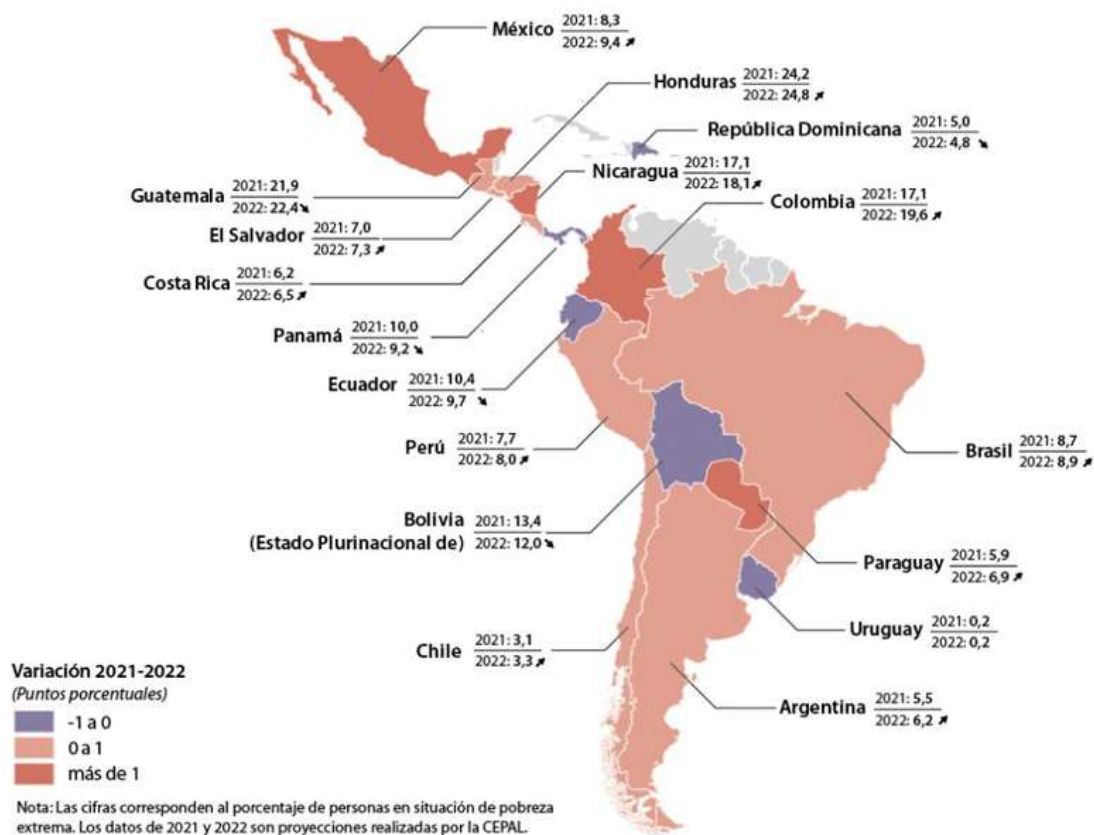 México 2021: 8,3
2022: 9,4
Honduras 2021: 24,2
2022: 24,8
República Dominicana 2021: 5,0
2022: 4,8
Nicaragua 2021: 17,1
2022: 18,1
Colombia 2021: 17,1
2022: 19,6
Guatemala 2021: 21,9
2022: 22,4
El Salvador 2021: 7,0
2022: 7,3
Costa Rica 2021: 6,2
2022: 6,5
Panamá 2021: 10,0
2022: 9,2
Ecuador 2021: 10,4
2022: 9,7
Perú 2021: 7,7
2022: 8,0
Brasil 2021: 8,7
2022: 8,9
Bolivia 2021: 13,4
(Estado Plurinacional de) 2022: 12,0
Paraguay 2021: 5,9
2022: 6,9
Uruguay 2021: 0,2
2022: 0,2
Chile 2021: 3,1
2022: 3,3
Argentina 2021: 5,5
2022: 6,2
Variación 2021-2022
(Puntos porcentuales)
-1 a 0
0 a 1
más de 1
Nota: Las cifras corresponden al porcentaje de personas en situación de pobreza
extrema. Los datos de 2021 y 2022 son proyecciones realizadas por la CEPAL.